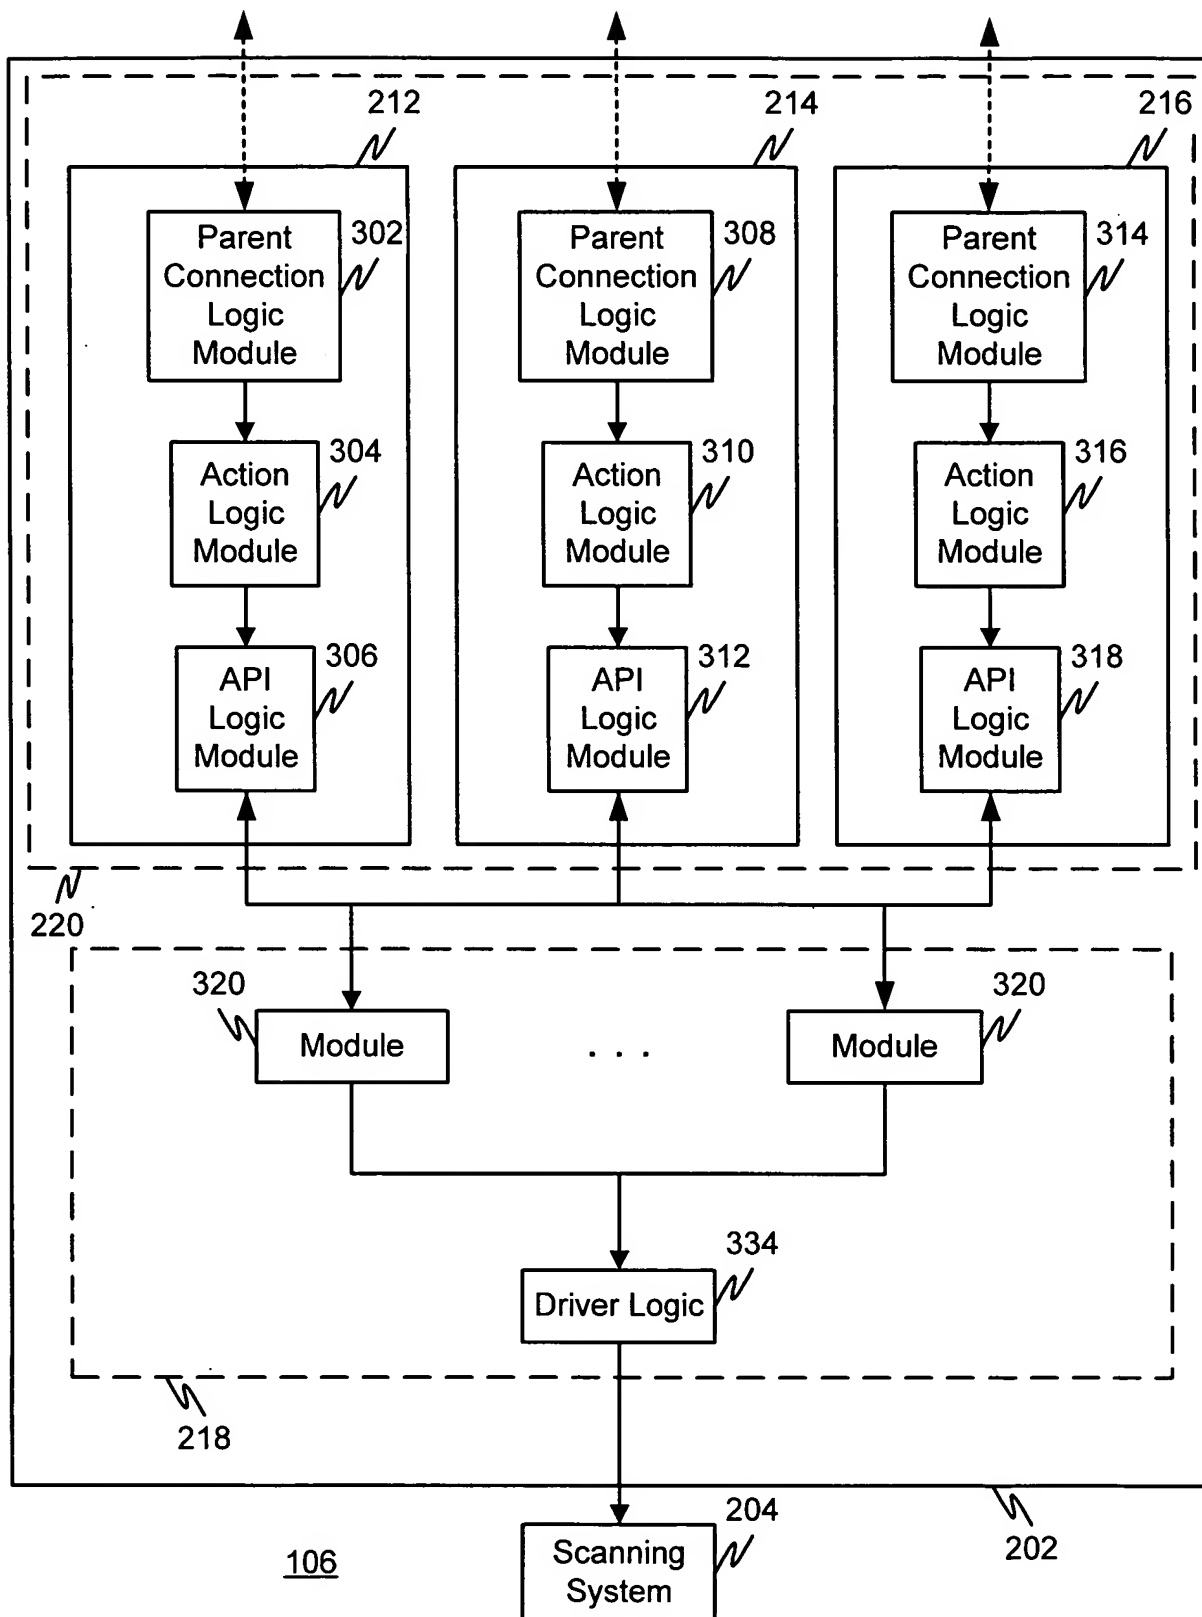 212
214
216
Parent
Connection
Logic
Module
302
Parent
Connection
Logic
Module
308
Parent
Connection
Logic
Module
314
Action
Logic
Module
304
Action
Logic
Module
310
Action
Logic
Module
316
API
Logic
Module
306
API
Logic
Module
312
API
Logic
Module
318
220
320
Module
. . .
Module
320
334
Driver Logic
218
204
202
Scanning
System
106